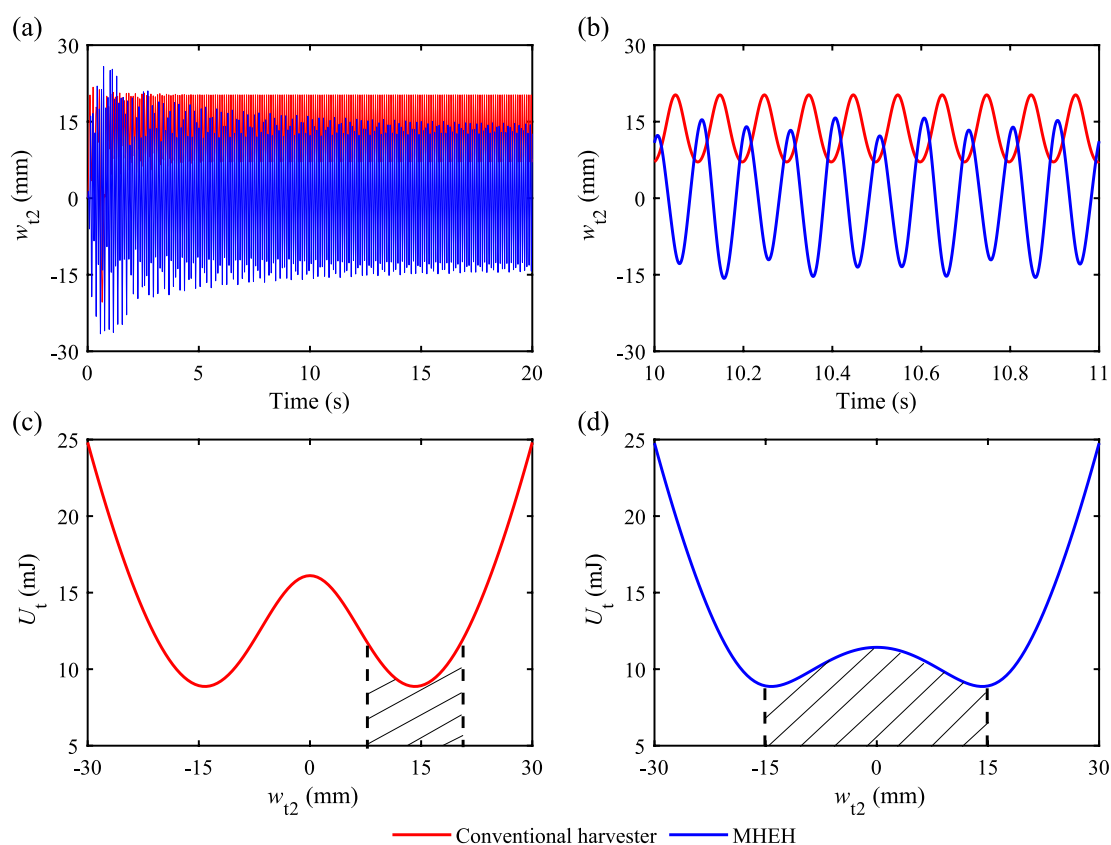 (a)
30
15
0
-15
-30
w_t2 (mm)
0 5 10 15 20
Time (s)
(b)
30
15
0
-15
-30
w_t2 (mm)
10 10.2 10.4 10.6 10.8 11
Time (s)
(c)
25
20
15
10
5
U_t (mJ)
-30 -15 0 15 30
w_t2 (mm)
(d)
25
20
15
10
5
U_t (mJ)
-30 -15 0 15 30
w_t2 (mm)
Conventional harvester MHEH